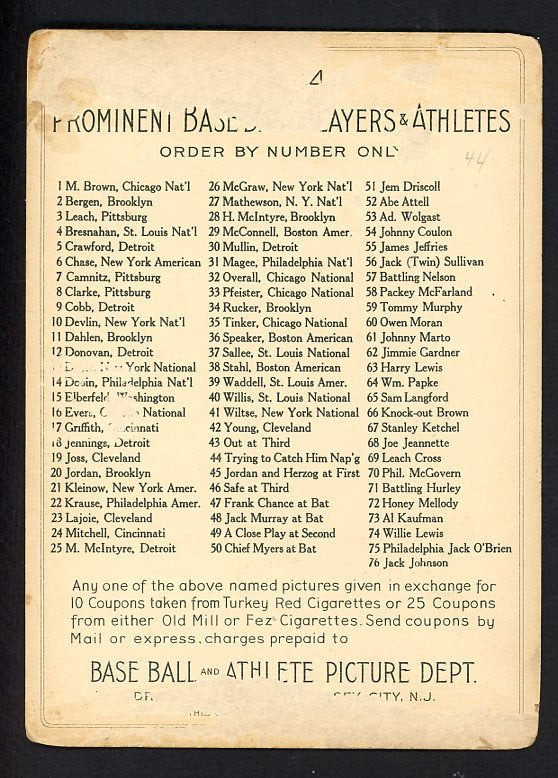 4
PROMINENT BASE LAYERS & ATHLETES
ORDER BY NUMBER ONLY
44
1 M. Brown, Chicago Nat'l
2 Bergen, Brooklyn
3 Leach, Pittsburg
4 Bresnahan, St. Louis Nat'l
5 Crawford, Detroit
6 Chase, New York American
7 Camnitz, Pittsburg
8 Clarke, Pittsburg
9 Cobb, Detroit
10 Devlin, New York Nat'l
11 Dahlen, Brooklyn
12 Donovan, Detroit
York National
14 Dooin, Philadelphia Nat'l
15 Elberfeld, Washington
16 Evers, National
17 Griffith, Cincinnati
18 Jennings, Detroit
19 Joss, Cleveland
20 Jordan, Brooklyn
21 Kleinow, New York Amer.
22 Krause, Philadelphia Amer.
23 Lajoie, Cleveland
24 Mitchell, Cincinnati
25 M. McIntyre, Detroit
26 McGraw, New York Nat'l
27 Mathewson, N. Y. Nat'l
28 H. McIntyre, Brooklyn
29 McConnell, Boston Amer.
30 Mullin, Detroit
31 Magee, Philadelphia Nat'l
32 Overall, Chicago National
33 Pfeister, Chicago National
34 Rucker, Brooklyn
35 Tinker, Chicago National
36 Speaker, Boston American
37 Sallee, St. Louis National
38 Stahl, Boston American
39 Waddell, St. Louis Amer.
40 Willis, St. Louis National
41 Wiltse, New York National
42 Young, Cleveland
43 Out at Third
44 Trying to Catch Him Nap'g
45 Jordan and Herzog at First
46 Safe at Third
47 Frank Chance at Bat
48 Jack Murray at Bat
49 A Close Play at Second
50 Chief Myers at Bat
51 Jem Driscoll
52 Abe Attell
53 Ad. Wolgast
54 Johnny Coulon
55 James Jeffries
56 Jack (Twin) Sullivan
57 Battling Nelson
58 Packey McFarland
59 Tommy Murphy
60 Owen Moran
61 Johnny Marto
62 Jimmie Gardner
63 Harry Lewis
64 Wm. Papke
65 Sam Langford
66 Knock-out Brown
67 Stanley Ketchel
68 Joe Jeannette
69 Leach Cross
70 Phil. McGovern
71 Battling Hurley
72 Honey Mellody
73 Al Kaufman
74 Willie Lewis
75 Philadelphia Jack O'Brien
76 Jack Johnson
Any one of the above named pictures given in exchange for
10 Coupons taken from Turkey Red Cigarettes or 25 Coupons
from either Old Mill or Fez Cigarettes. Send coupons by
Mail or express, charges prepaid to
BASE BALL AND ATHLETE PICTURE DEPT.
CITY, N.J.